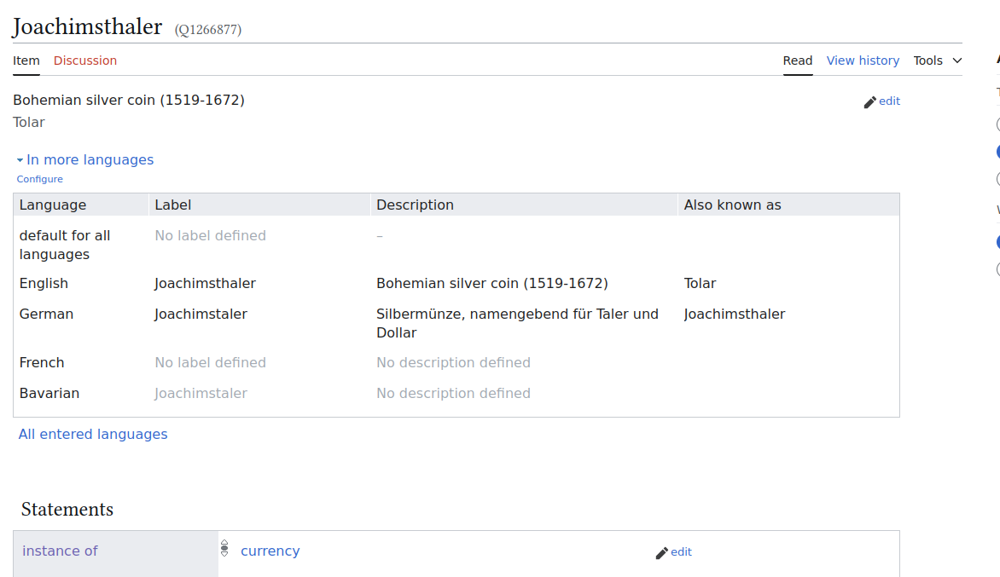 Joachimsthaler (Q1266877)
Item Discussion Read View history Tools
Bohemian silver coin (1519-1672) edit
Tolar
In more languages
Configure
Language Label Description Also known as
default for all No label defined –
languages
English Joachimsthaler Bohemian silver coin (1519-1672) Tolar
German Joachimstaler Silbermünze, namengebend für Taler und Joachimsthaler
Dollar
French No label defined No description defined
Bavarian Joachimstaler No description defined
All entered languages
Statements
instance of currency edit